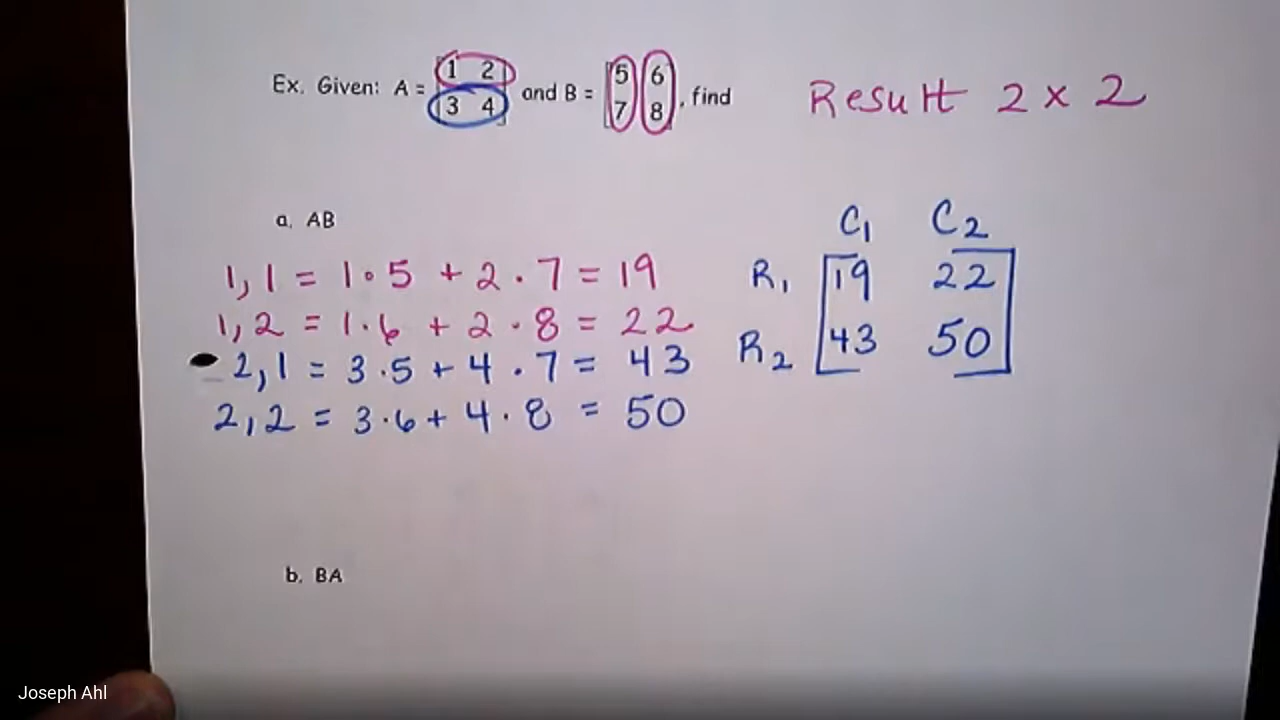 Ex. Given: A = [1 2 and B = [5 6 , find
3 4] 7 8]
Result 2 x 2
a. AB
1,1 = 1•5 + 2•7 = 19
1,2 = 1•6 + 2•8 = 22
2,1 = 3•5 + 4•7 = 43
2,2 = 3•6 + 4•8 = 50
C1 C2
R1 19 22
R2 43 50
b. BA
Joseph Ahl